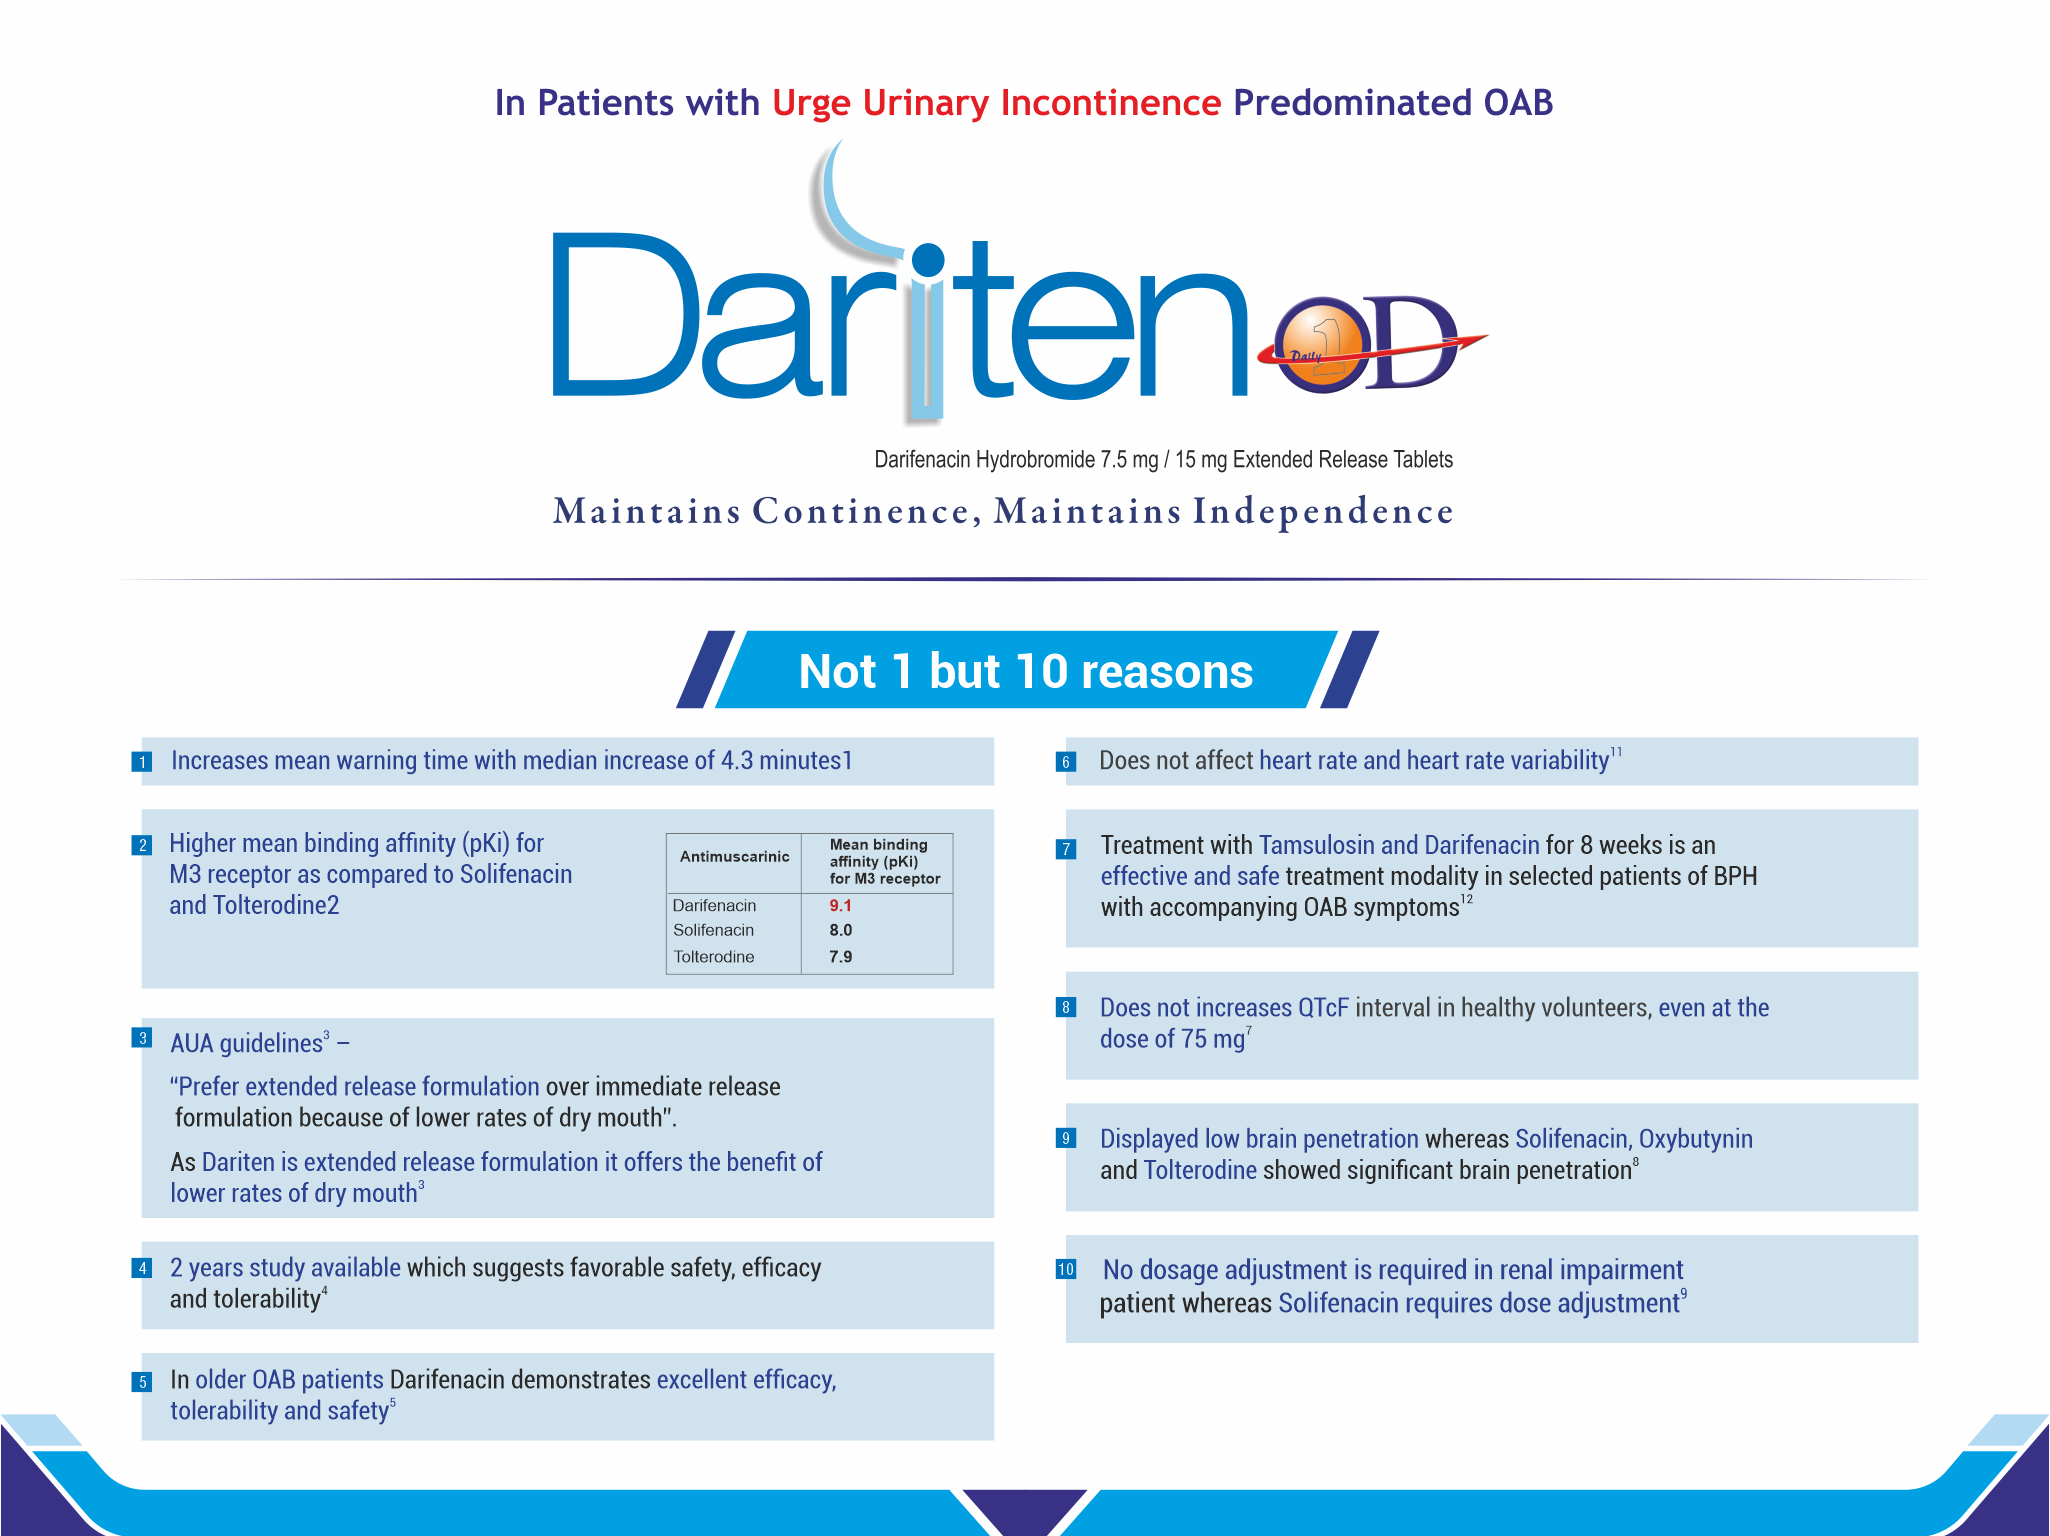 In Patients with Urge Urinary Incontinence Predominated OAB
Dariten OD
Daily 1
Darifenacin Hydrobromide 7.5 mg / 15 mg Extended Release Tablets
Maintains Continence, Maintains Independence
Not 1 but 10 reasons
1 Increases mean warning time with median increase of 4.3 minutes1
2 Higher mean binding affinity (pKi) for
M3 receptor as compared to Solifenacin
and Tolterodine2
Antimuscarinic
Mean binding
affinity (pKi)
for M3 receptor
Darifenacin 9.1
Solifenacin 8.0
Tolterodine 7.9
3 AUA guidelines³ –
“Prefer extended release formulation over immediate release
formulation because of lower rates of dry mouth”.
As Dariten is extended release formulation it offers the benefit of
lower rates of dry mouth³
4 2 years study available which suggests favorable safety, efficacy
and tolerability⁴
5 In older OAB patients Darifenacin demonstrates excellent efficacy,
tolerability and safety⁵
6 Does not affect heart rate and heart rate variability¹¹
7 Treatment with Tamsulosin and Darifenacin for 8 weeks is an
effective and safe treatment modality in selected patients of BPH
with accompanying OAB symptoms¹²
8 Does not increases QTcF interval in healthy volunteers, even at the
dose of 75 mg⁷
9 Displayed low brain penetration whereas Solifenacin, Oxybutynin
and Tolterodine showed significant brain penetration⁸
10 No dosage adjustment is required in renal impairment
patient whereas Solifenacin requires dose adjustment⁹